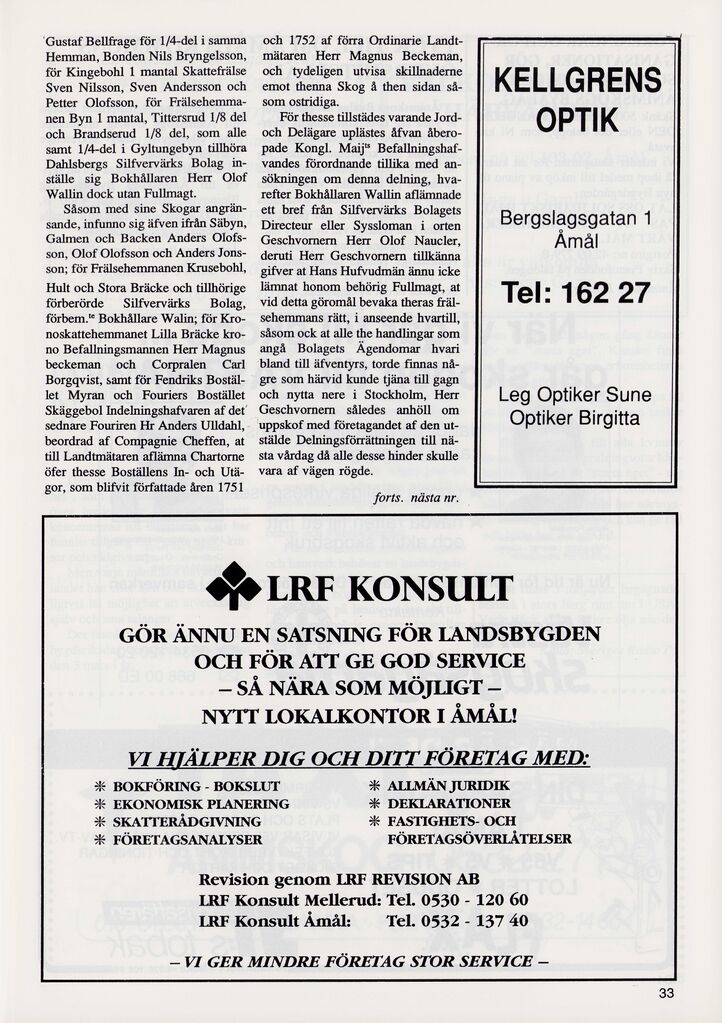 Gustaf Bellfrage för 1/4-del i samma
Hemman, Bonden Nils Bryngelsson,
för Kingebohl 1 mantal Skattefrälse
Sven Nilsson, Sven Andersson och
Petter Olofsson, för Frälsehemma-
nen Byn 1 mantal, Tittersrud 1/8 del
och Brandserud 1/8 del, som alle
samt 1/4-del i Gyltungebyn tillhöra
Dahlsbergs Silfvervärks Bolag in-
ställe sig Bokhållaren Herr Olof
Wallin dock utan Fullmagt.
Såsom med sine Skogar angrän-
sande, infunno sig äfven ifrån Säbyn,
Galmen och Backen Anders Olofs-
son, Olof Olofsson och Anders Jons-
son; för Frälsehemmanen Krusebohl,
Hult och Stora Bräcke och tillhörige
förberörde Silfvervärks Bolag,
förbem.te Bokhållare Walin; för Kro-
noskattehemmanet Lilla Bräcke kro-
no Befallningsmannen Herr Magnus
beckeman och Corpralen Carl
Borgqvist, samt för Fendriks Bostäl-
let Myran och Fouriers Bostället
Skäggebol Indelningshafvaren af det
sednare Fouriren Hr Anders Ulldahl,
beordrad af Compagnie Cheffen, at
till Landtmätaren aflämna Chartorne
öfer thesse Boställens In- och Utä-
gor, som blifvit författade åren 1751
och 1752 af förra Ordinarie Landt-
mätaren Herr Magnus Beckeman,
och tydeligen utvisa skillnaderne
emot thenna Skog å then sidan så-
som ostridiga.
För thesse tillstädes varande Jord-
och Delägare uplästes åfvan åbero-
pade Kongl. Maijts Befallningshaf-
vandes förordnande tillika med an-
sökningen om denna delning, hva-
refter Bokhållaren Wallin aflämnade
ett bref från Silfvervärks Bolagets
Directeur eller Syssloman i orten
Geschvornern Herr Olof Naucler,
deruti Herr Geschvornern tillkänna
gifver at Hans Hufvudmän ännu icke
lämnat honom behörig Fullmagt, at
vid detta göromål bevaka theras fräl-
sehemmans rätt, i anseende hvartill,
såsom ock at alle the handlingar som
angå Bolagets Ägendomar hvari
bland till äfventyrs, torde finnas nå-
gre som härvid kunde tjäna till gagn
och nytta nere i Stockholm, Herr
Geschvornern således anhöll om
uppskof med företagandet af den ut-
stälde Delningsförrättningen till nä-
sta vårdag då alle desse hinder skulle
vara af vägen rögde.
forts. nästa nr.
KELLGRENS
OPTIK
Bergslagsgatan 1
Åmål
Tel: 162 27
Leg Optiker Sune
Optiker Birgitta
LRF KONSULT
GÖR ÄNNU EN SATSNING FÖR LANDSBYGDEN
OCH FÖR ATT GE GOD SERVICE
– SÅ NÄRA SOM MÖJLIGT –
NYTT LOKALKONTOR I ÅMÅL!
VI HJÄLPER DIG OCH DITT FÖRETAG MED:
✳ BOKFÖRING - BOKSLUT
✳ EKONOMISK PLANERING
✳ SKATTERÅDGIVNING
✳ FÖRETAGSANALYSER
✳ ALLMÄN JURIDIK
✳ DEKLARATIONER
✳ FASTIGHETS- OCH
FÖRETAGSÖVERLÅTELSER
Revision genom LRF REVISION AB
LRF Konsult Mellerud: Tel. 0530 - 120 60
LRF Konsult Åmål: Tel. 0532 - 137 40
– VI GER MINDRE FÖRETAG STOR SERVICE –
33